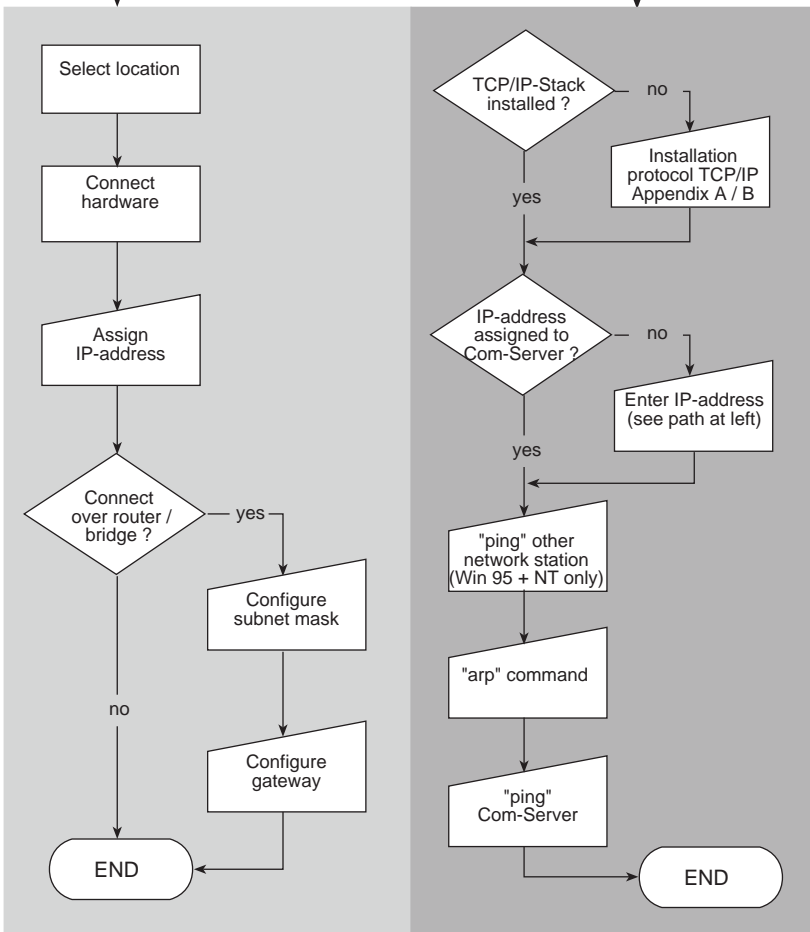 Select location
Connect
hardware
Assign
IP-address
Connect
over router /
bridge ?
yes
Configure
subnet mask
no
Configure
gateway
END
TCP/IP-Stack
installed ?
no
Installation
protocol TCP/IP
Appendix A / B
yes
IP-address
assigned to
Com-Server ?
no
Enter IP-address
(see path at left)
yes
"ping" other
network station
(Win 95 + NT only)
"arp" command
"ping"
Com-Server
END